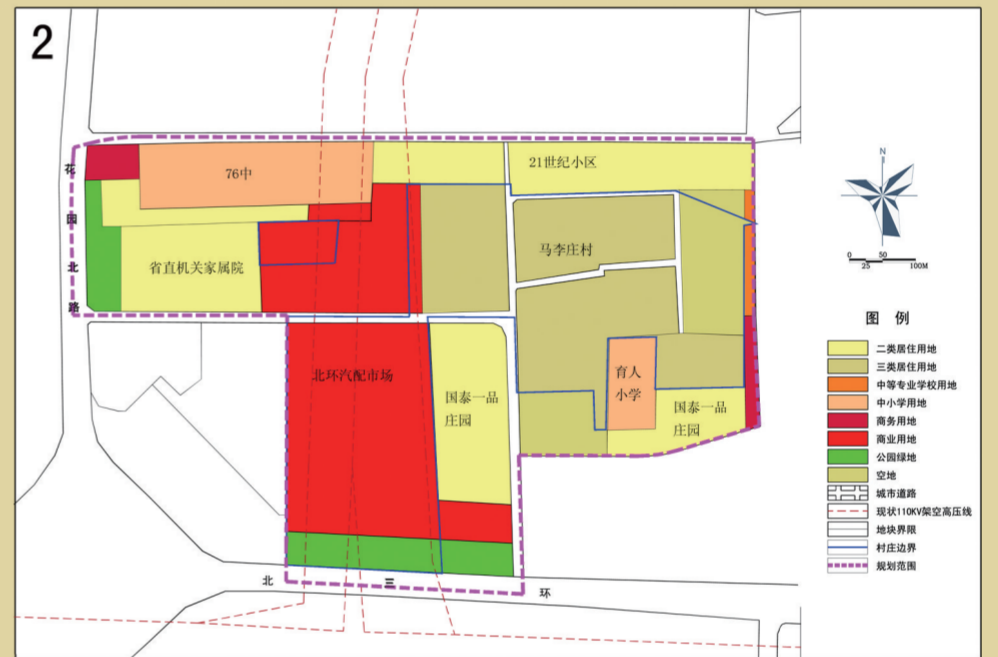 2
花
园
北
路
76中
21世纪小区
省直机关家属院
马李庄村
北环汽配市场
国泰一品
庄园
育人
小学
国泰一品
庄园
北
三
环
N
0
50
25
100M
图 例
二类居住用地
三类居住用地
中等专业学校用地
中小学用地
商务用地
商业用地
公园绿地
空地
城市道路
现状110KV架空高压线
地块界限
村庄边界
规划范围